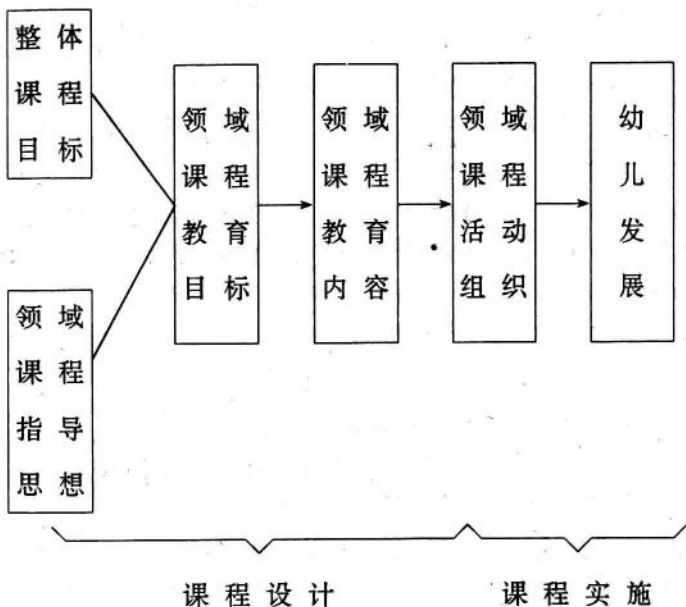 整体
课程
目标
领域
课程
指导
思想
领域
课程
教育
目标
领域
课程
教育
内容
领域
课程
活动
组织
幼
儿
发
展
课程设计
课程实施